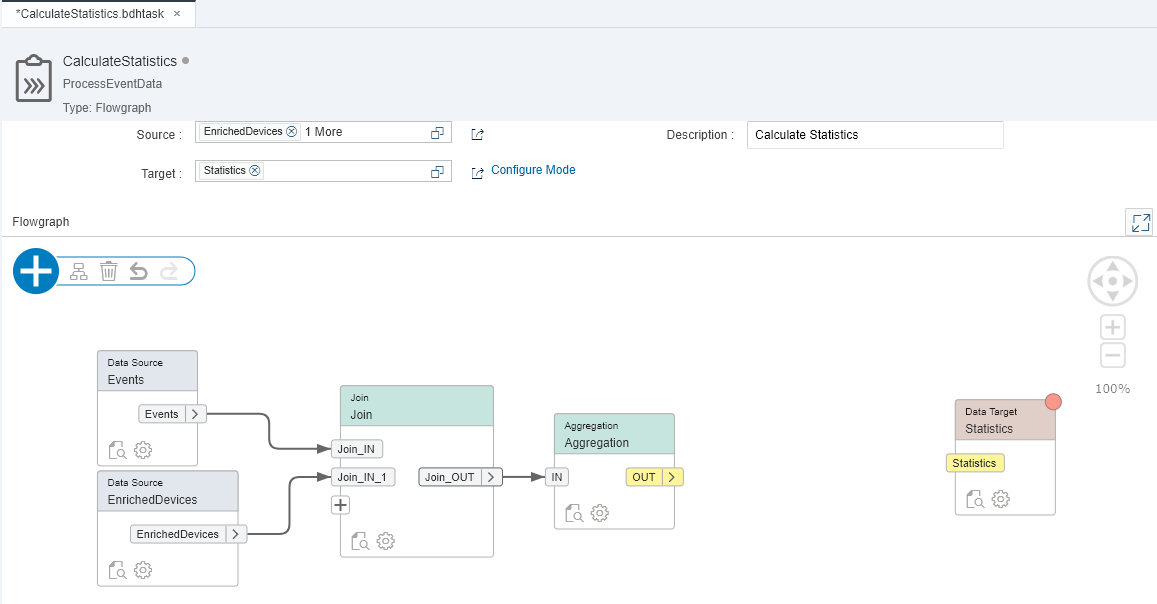 *CalculateStatistics.bdhtask ×
CalculateStatistics
ProcessEventData
Type: Flowgraph
Source : EnrichedDevices 1 More
Description : Calculate Statistics
Target : Statistics
Configure Mode
Flowgraph
100%
Data Source
Events
Events
Data Source
EnrichedDevices
EnrichedDevices
Join
Join
Join_IN
Join_IN_1
Join_OUT
Aggregation
Aggregation
IN
OUT
Data Target
Statistics
Statistics